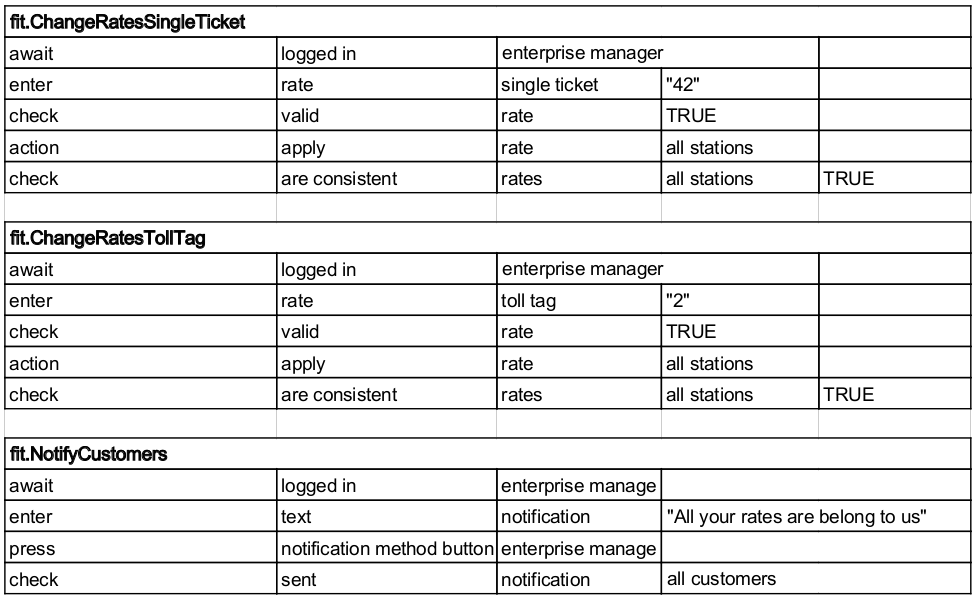 fit.ChangeRatesSingleTicket
await logged in enterprise manager
enter rate single ticket "42"
check valid rate TRUE
action apply rate all stations
check are consistent rates all stations TRUE
fit.ChangeRatesTollTag
await logged in enterprise manager
enter rate toll tag "2"
check valid rate TRUE
action apply rate all stations
check are consistent rates all stations TRUE
fit.NotifyCustomers
await logged in enterprise manage
enter text notification "All your rates are belong to us"
press notification method button enterprise manage
check sent notification all customers